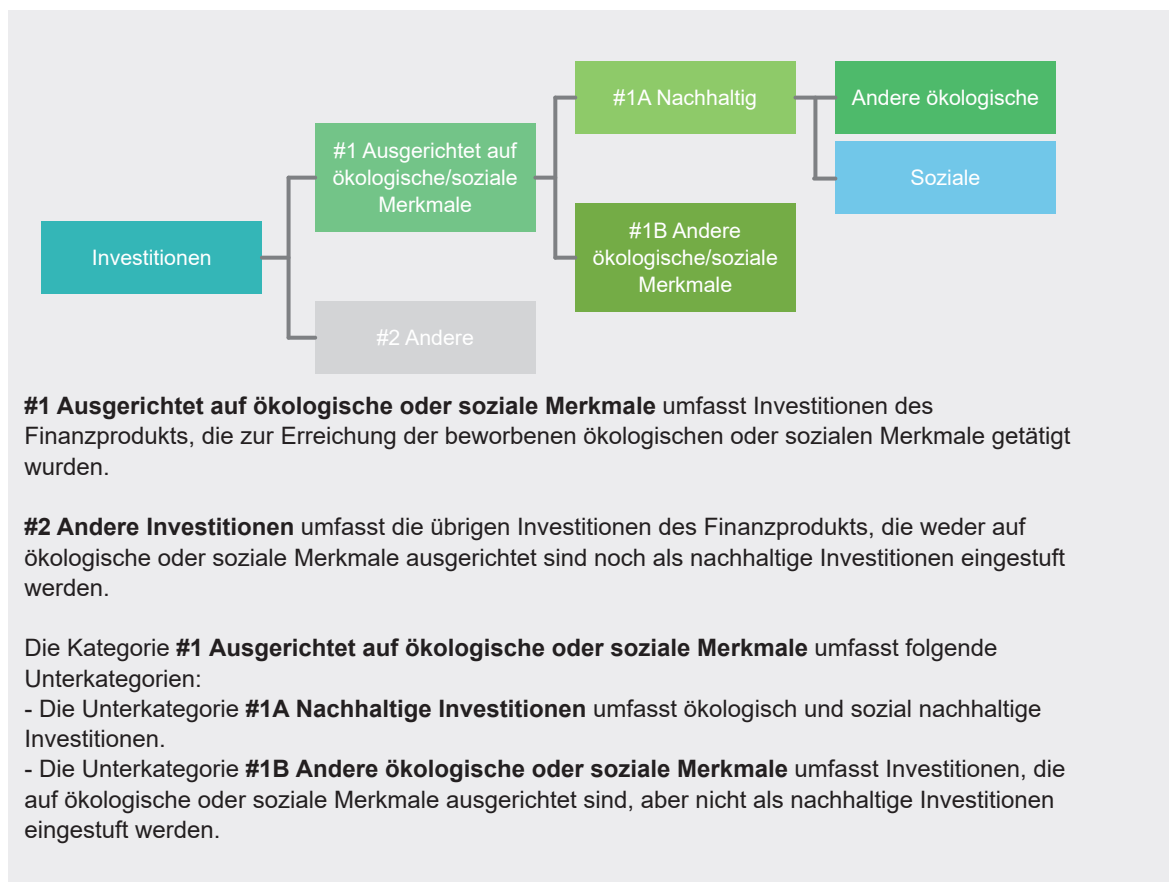 #1A Nachhaltig
Andere ökologische
#1 Ausgerichtet auf
ökologische/soziale
Merkmale
Soziale
#1B Andere
ökologische/soziale
Merkmale
Investitionen
#2 Andere
#1 Ausgerichtet auf ökologische oder soziale Merkmale umfasst Investitionen des
Finanzprodukts, die zur Erreichung der beworbenen ökologischen oder sozialen Merkmale getätigt
wurden.
#2 Andere Investitionen umfasst die übrigen Investitionen des Finanzprodukts, die weder auf
ökologische oder soziale Merkmale ausgerichtet sind noch als nachhaltige Investitionen eingestuft
werden.
Die Kategorie #1 Ausgerichtet auf ökologische oder soziale Merkmale umfasst folgende
Unterkategorien:
- Die Unterkategorie #1A Nachhaltige Investitionen umfasst ökologisch und sozial nachhaltige
Investitionen.
- Die Unterkategorie #1B Andere ökologische oder soziale Merkmale umfasst Investitionen, die
auf ökologische oder soziale Merkmale ausgerichtet sind, aber nicht als nachhaltige Investitionen
eingestuft werden.